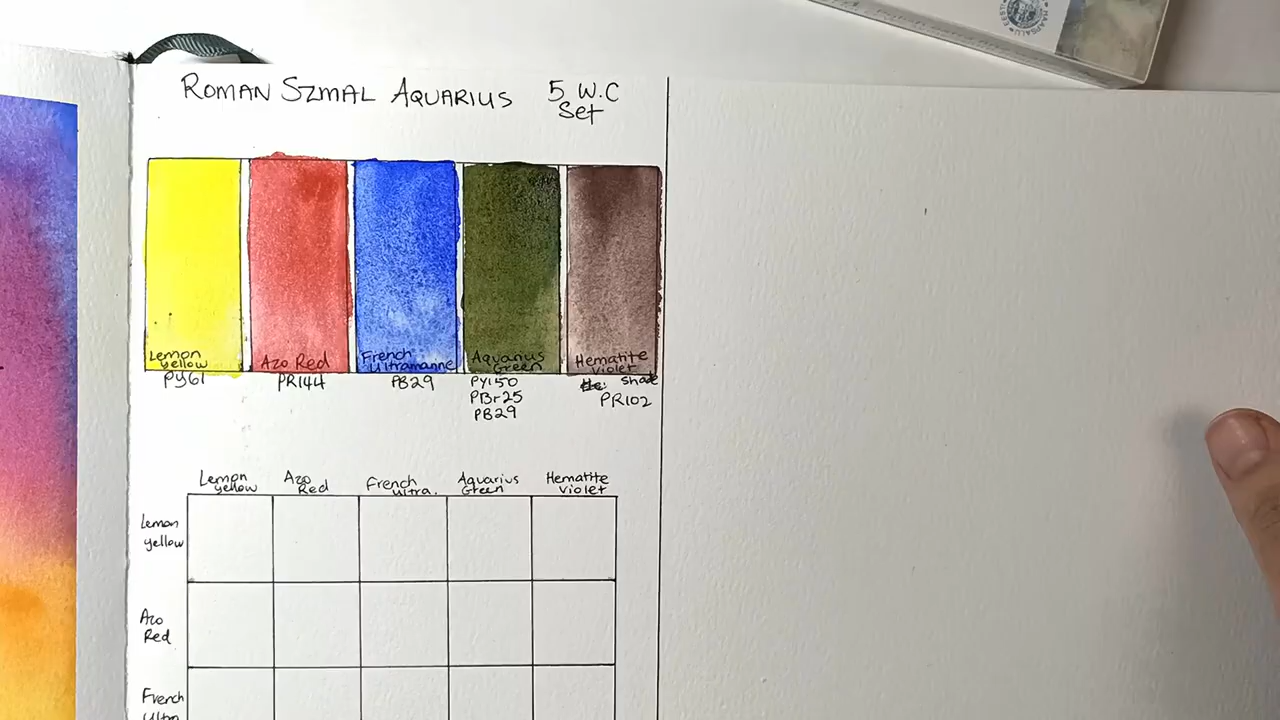 ROMAN SZMAL AQUARIUS 5 W.C
Set
Lemon
yellow
PY61
Azo Red
PR144
French
Ultramarine
PB29
Aquarius
Green
PY150
PBr25
PB29
Hematite
Violet
shade
PR102
Lemon
yellow
Azo
Red
French
ultra.
Aquarius
Green
Hematite
Violet
Lemon
yellow
Azo
Red
French
Ultra